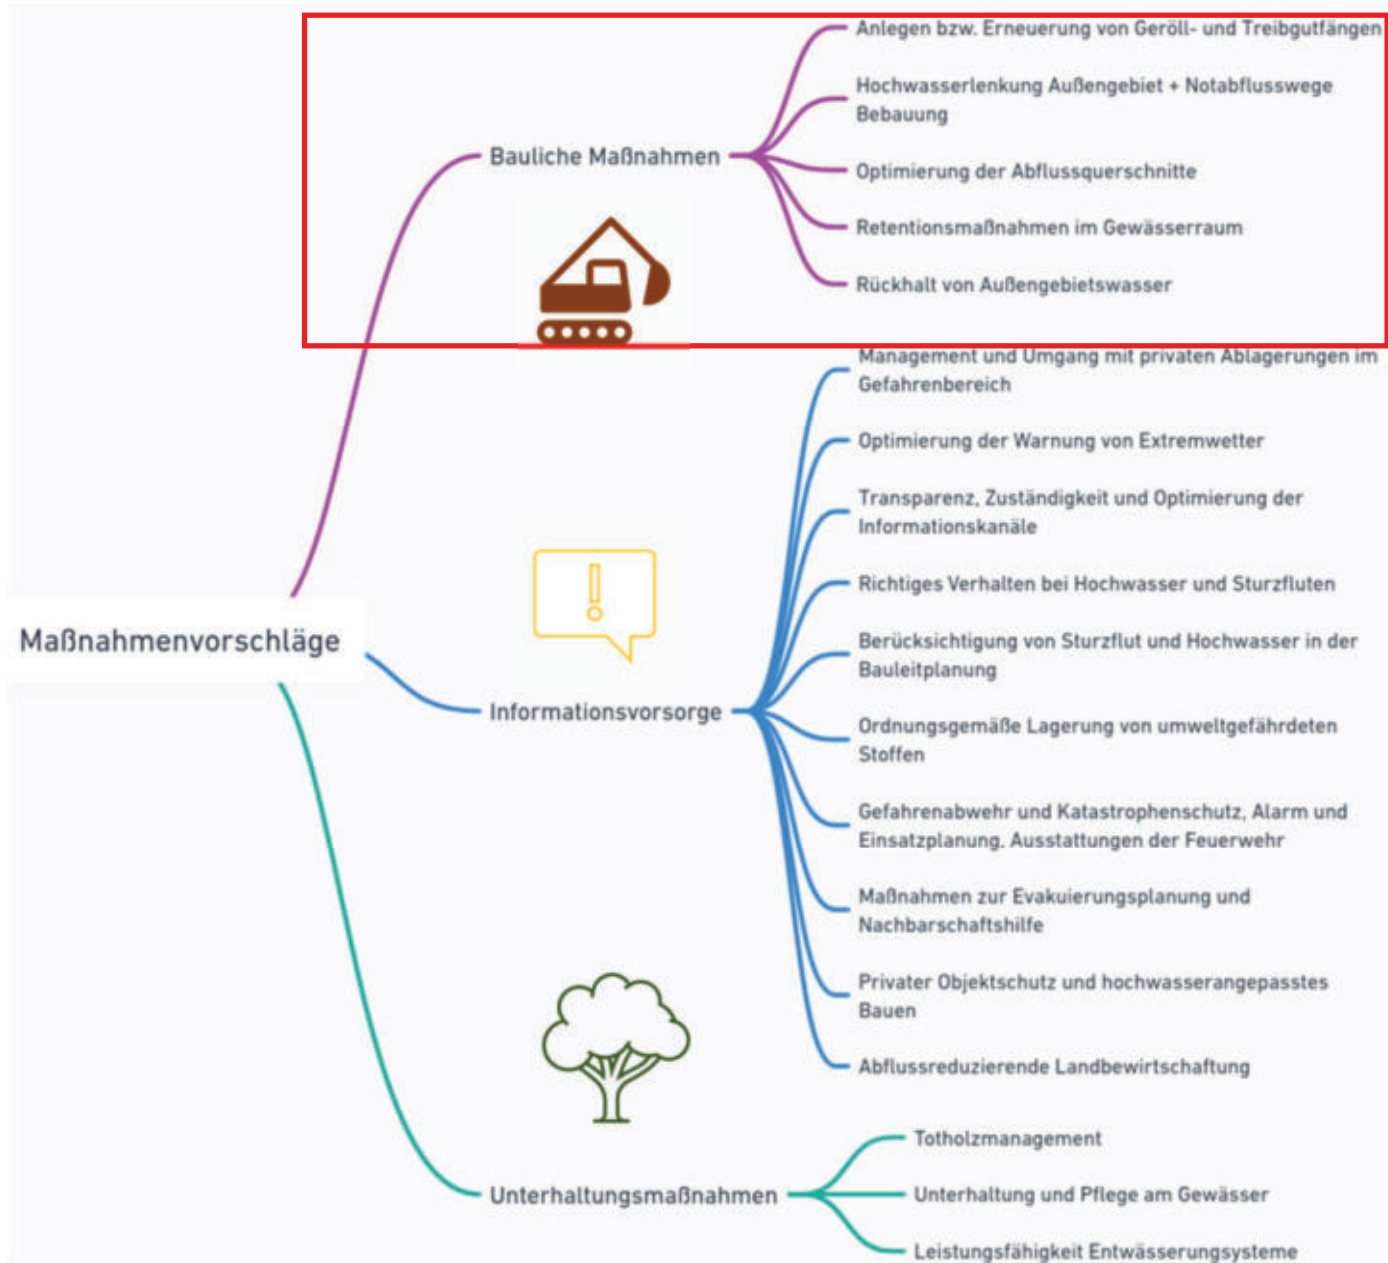 Anlegen bzw. Erneuerung von Geröll- und Treibgutfängen
Hochwasserlenkung Außengebiet + Notabflusswege
Bebauung
Bauliche Maßnahmen
Optimierung der Abflussquerschnitte
Retentionsmaßnahmen im Gewässerraum
Rückhalt von Außengebietswasser
Management und Umgang mit privaten Ablagerungen im
Gefahrenbereich
Optimierung der Warnung von Extremwetter
Transparenz, Zuständigkeit und Optimierung der
Informationskanäle
Richtiges Verhalten bei Hochwasser und Sturzfluten
Maßnahmenvorschläge
Berücksichtigung von Sturzflut und Hochwasser in der
Bauleitplanung
Informationsvorsorge
Ordnungsgemäße Lagerung von umweltgefährdeten
Stoffen
Gefahrenabwehr und Katastrophenschutz, Alarm und
Einsatzplanung. Ausstattungen der Feuerwehr
Maßnahmen zur Evakuierungsplanung und
Nachbarschaftshilfe
Privater Objektschutz und hochwasserangepasstes
Bauen
Abflussreduzierende Landbewirtschaftung
Totholzmanagement
Unterhaltungsmaßnahmen
Unterhaltung und Pflege am Gewässer
Leistungsfähigkeit Entwässerungsysteme